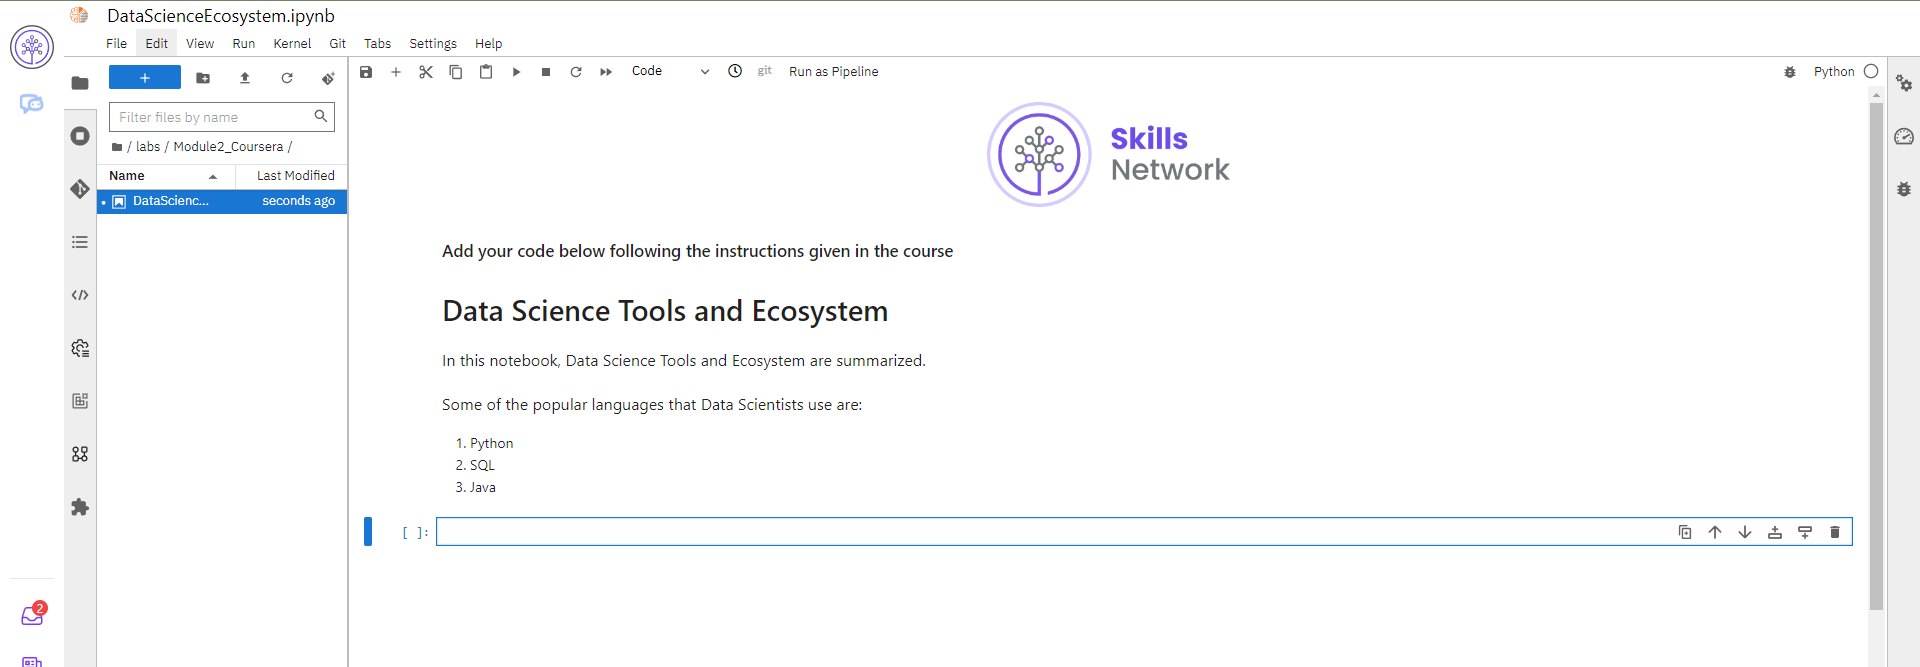 DataScienceEcosystem.ipynb
File Edit View Run Kernel Git Tabs Settings Help
+
Filter files by name
/ labs / Module2_Coursera /
Name Last Modified
DataScienc... seconds ago
Code git Run as Pipeline Python
Skills
Network
Add your code below following the instructions given in the course
Data Science Tools and Ecosystem
In this notebook, Data Science Tools and Ecosystem are summarized.
Some of the popular languages that Data Scientists use are:
1. Python
2. SQL
3. Java
[ ]:
2